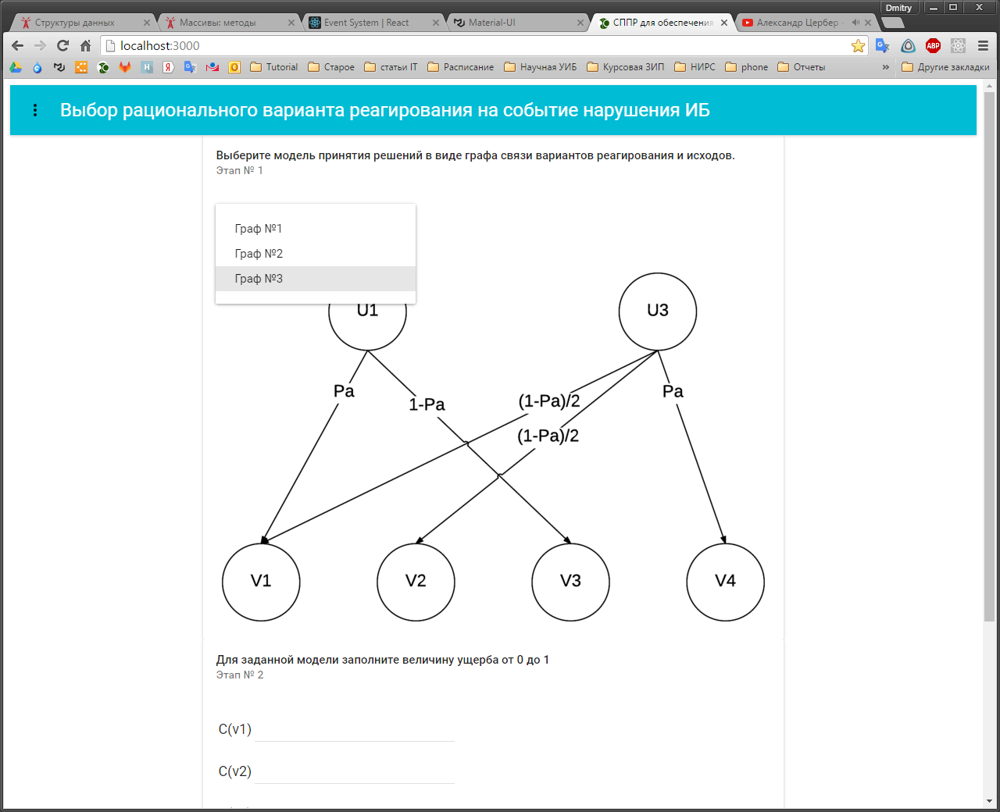 Dmitry
Структуры данных
Массивы: методы
Event System | React
Material-UI
СППР для обеспечения
Александр Цербер
localhost:3000
ABP
Tutorial
Старое
статьи IT
Расписание
Научная УИБ
Курсовая ЗИП
НИРС
phone
Отчеты
»
Другие закладки
Выбор рационального варианта реагирования на событие нарушения ИБ
Выберите модель принятия решений в виде графа связи вариантов реагирования и исходов.
Этап № 1
Граф №1
Граф №2
Граф №3
U1
U3
Pa
1-Pa
(1-Pa)/2
Pa
(1-Pa)/2
V1
V2
V3
V4
Для заданной модели заполните величину ущерба от 0 до 1
Этап № 2
C(v1)
C(v2)